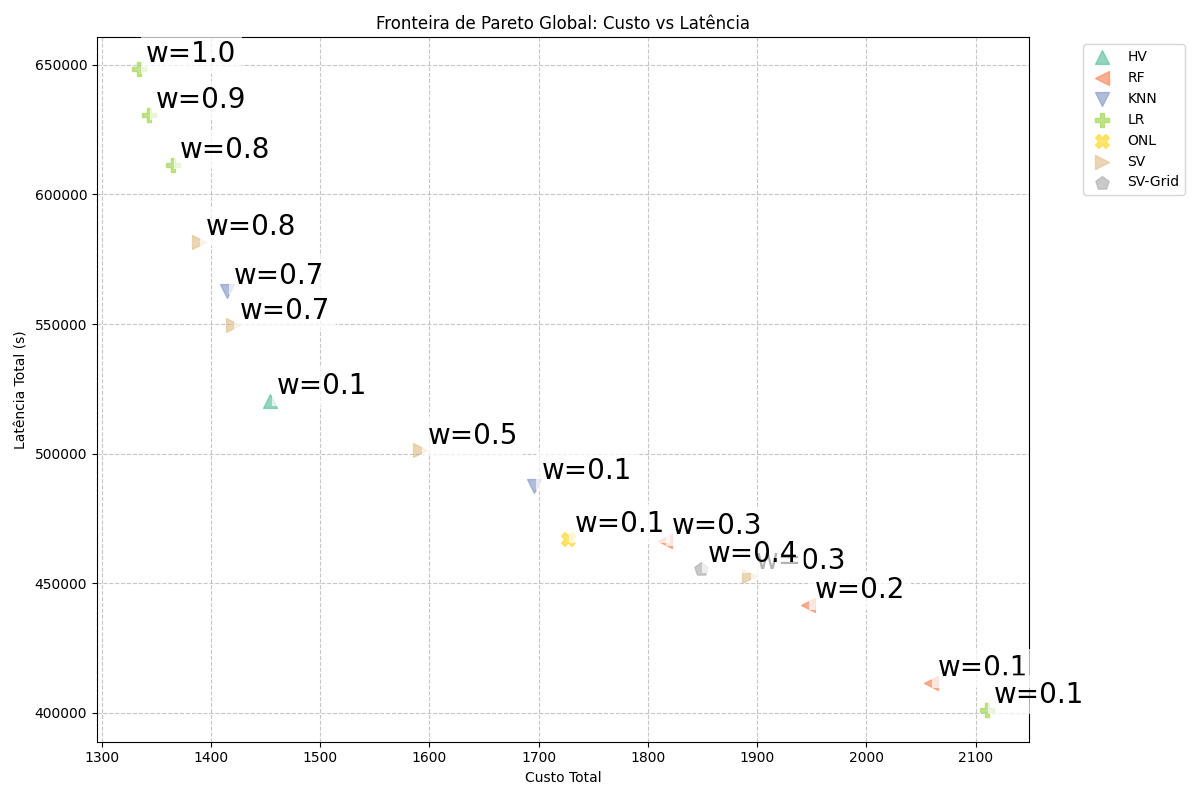 Fronteira de Pareto Global: Custo vs Latência
Latência Total (s)
650000
600000
550000
500000
450000
400000
w=1.0
w=0.9
w=0.8
w=0.8
w=0.7
w=0.7
w=0.1
w=0.5
w=0.1
w=0.1
w=0.3
w=0.4
w=0.3
w=0.2
w=0.1
w=0.1
1300
1400
1500
1600
1700
1800
1900
2000
2100
Custo Total
HV
RF
KNN
LR
ONL
SV
SV-Grid